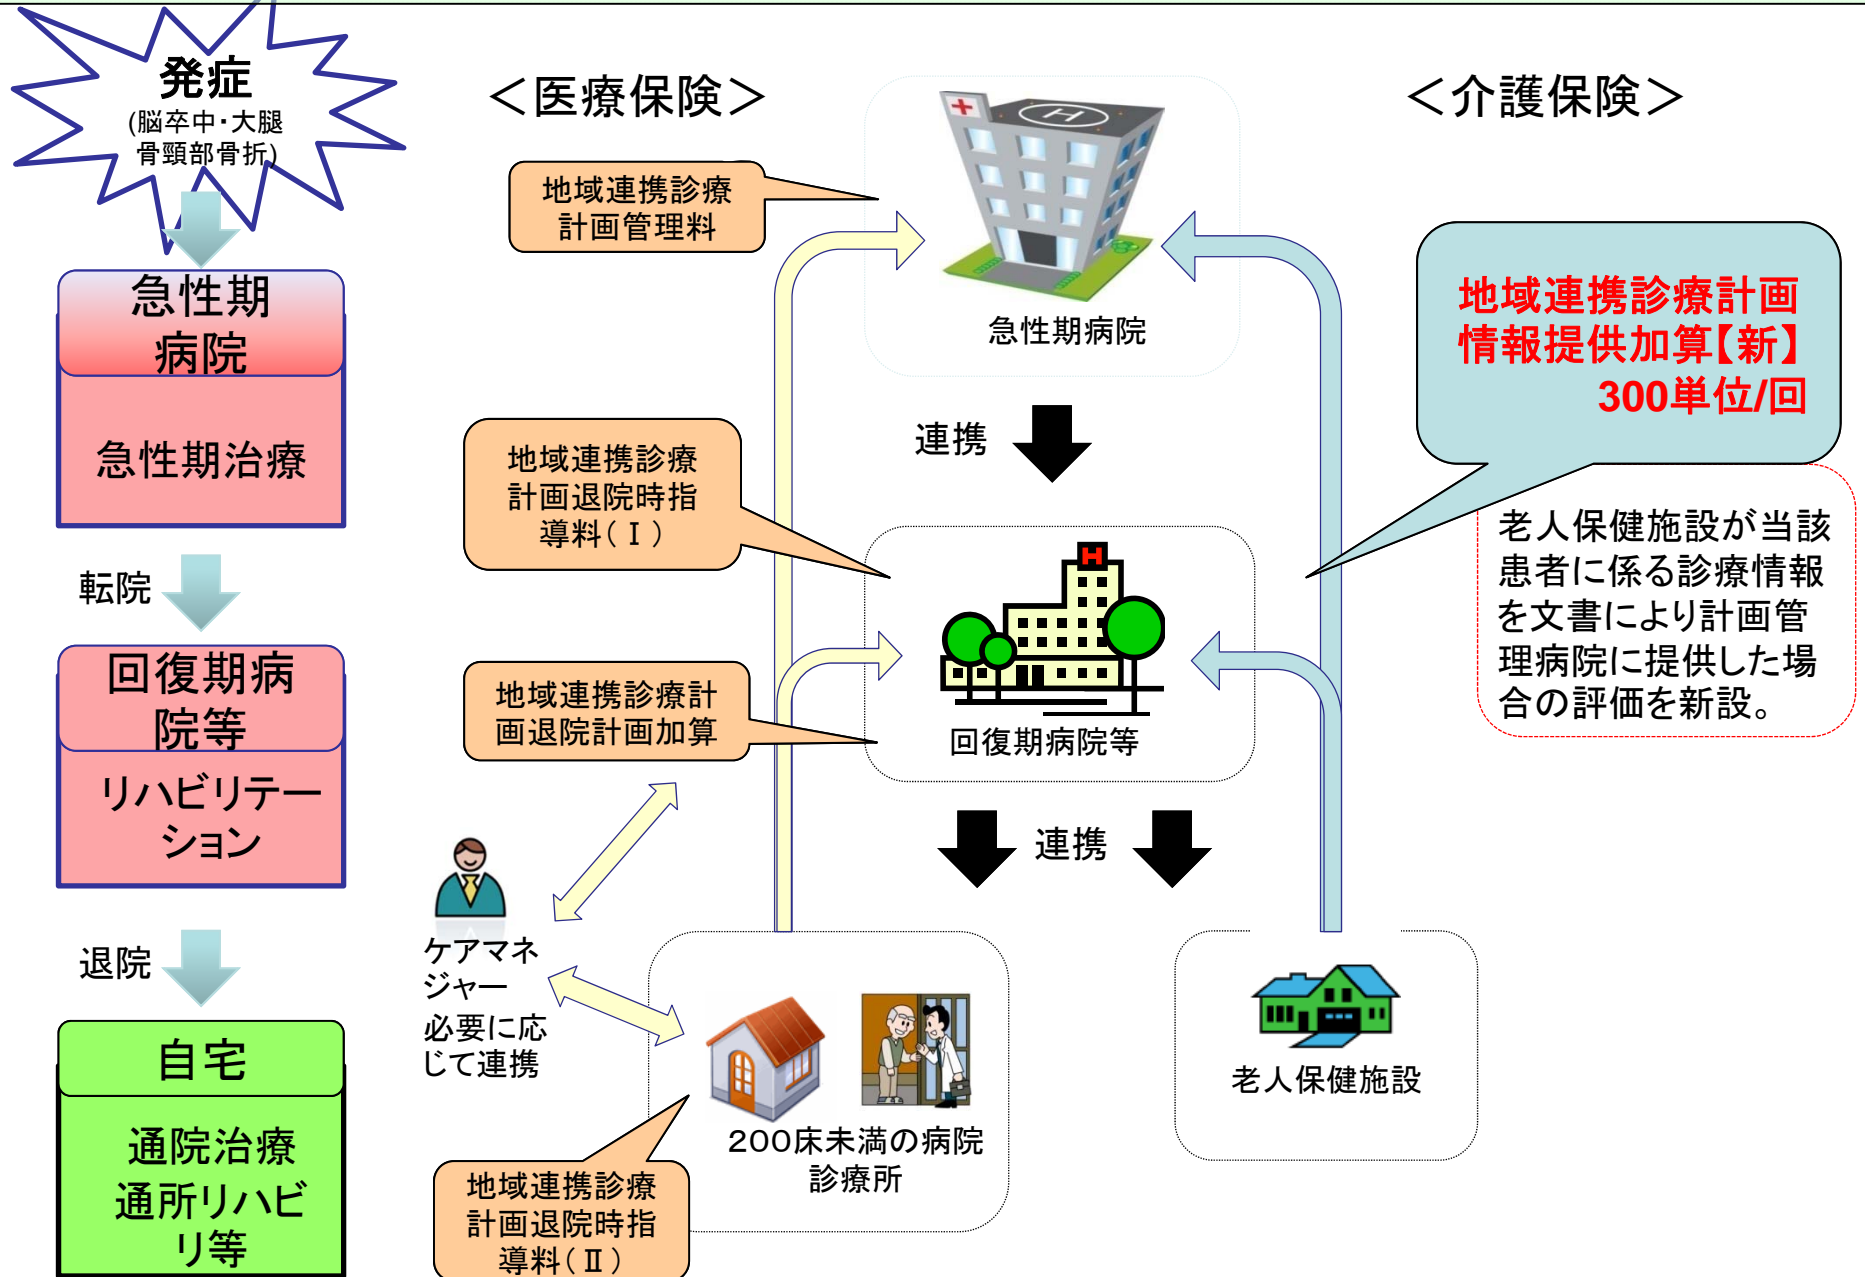 発症
(脳卒中・大腿
骨頸部骨折)
急性期
病院
急性期治療
転院
回復期病
院等
リハビリテー
ション
退院
自宅
通院治療
通所リハビ
リ等
＜医療保険＞
地域連携診療
計画管理料
急性期病院
連携
地域連携診療
計画退院時指
導料(Ⅰ)
地域連携診療計
画退院計画加算
回復期病院等
連携
ケアマネ
ジャー
必要に応
じて連携
200床未満の病院
診療所
地域連携診療
計画退院時指
導料(Ⅱ)
＜介護保険＞
地域連携診療計画
情報提供加算【新】
300単位/回
老人保健施設が当該
患者に係る診療情報
を文書により計画管
理病院に提供した場
合の評価を新設。
老人保健施設
H
H